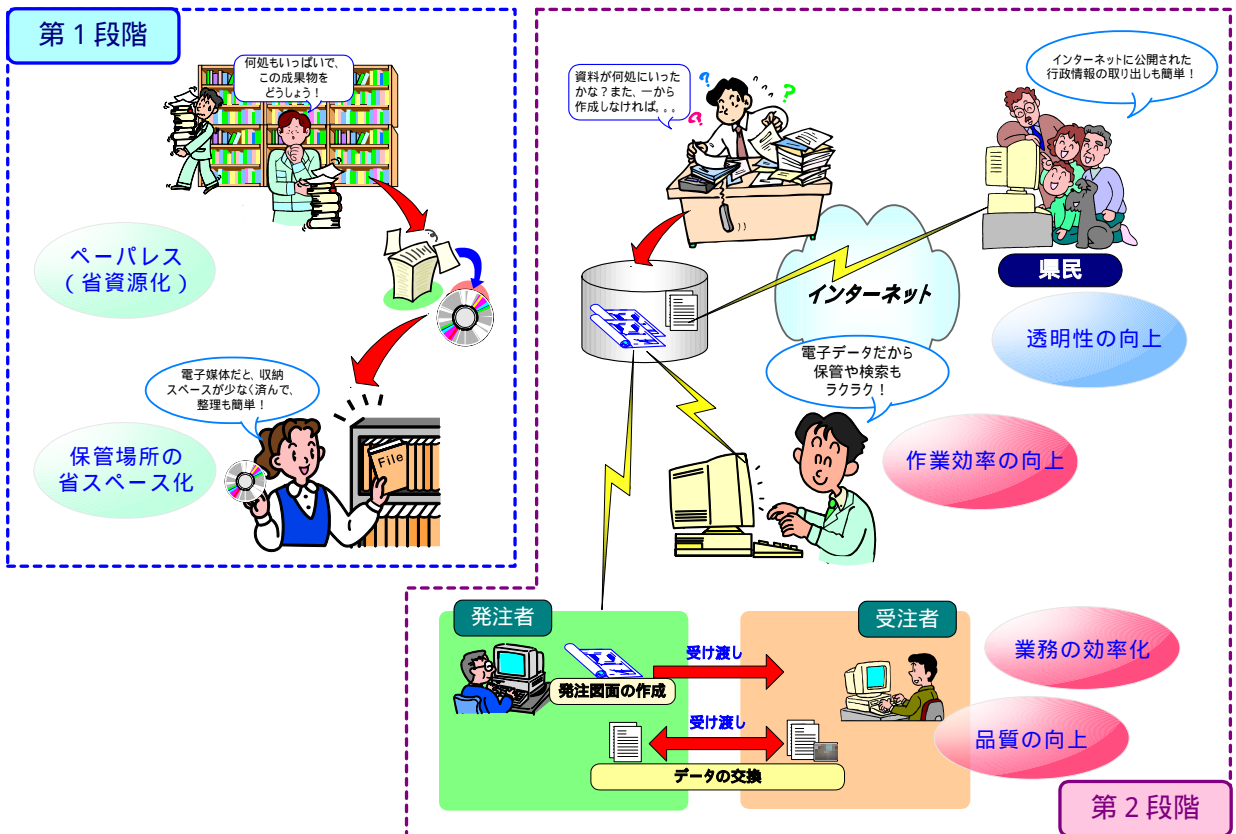 第１段階
何処もいっぱいで、
この成果物を
どうしょう！
ペーパレス
(省資源化)
電子媒体だと、収納
スペースが少なく済んで、
整理も簡単！
File
保管場所の
省スペース化
資料が何処にいった
かな？また、一から
作成しなければ。。。
?
?
?
インターネットに公開された
行政情報の取り出しも簡単！
県民
インターネット
透明性の向上
電子データだから
保管や検索も
ラクラク！
作業効率の向上
発注者
受注者
受け渡し
発注図面の作成
業務の効率化
受け渡し
データの交換
品質の向上
第２段階